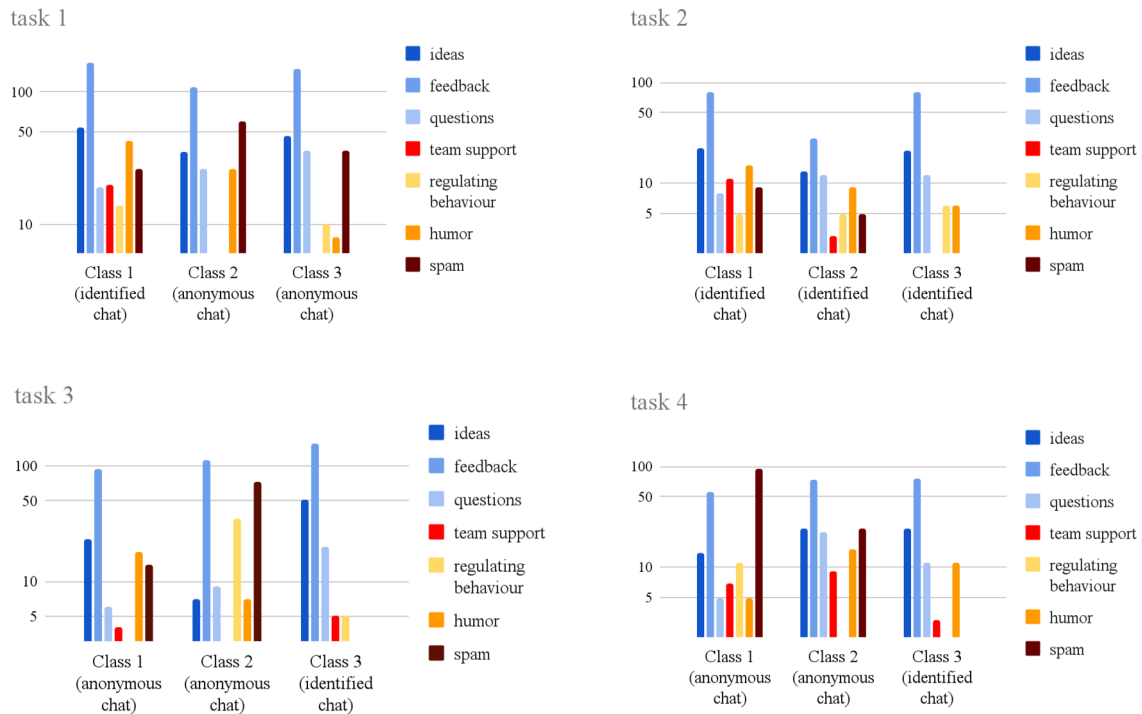 task 1
100
50
10
Class 1
(identified
chat)
Class 2
(anonymous
chat)
Class 3
(anonymous
chat)
ideas
feedback
questions
team support
regulating
behaviour
humor
spam
task 2
100
50
10
5
Class 1
(identified
chat)
Class 2
(identified
chat)
Class 3
(identified
chat)
ideas
feedback
questions
team support
regulating
behaviour
humor
spam
task 3
100
50
10
5
Class 1
(anonymous
chat)
Class 2
(anonymous
chat)
Class 3
(identified
chat)
ideas
feedback
questions
team support
regulating
behaviour
humor
spam
task 4
100
50
10
5
Class 1
(anonymous
chat)
Class 2
(anonymous
chat)
Class 3
(identified
chat)
ideas
feedback
questions
team support
regulating
behaviour
humor
spam